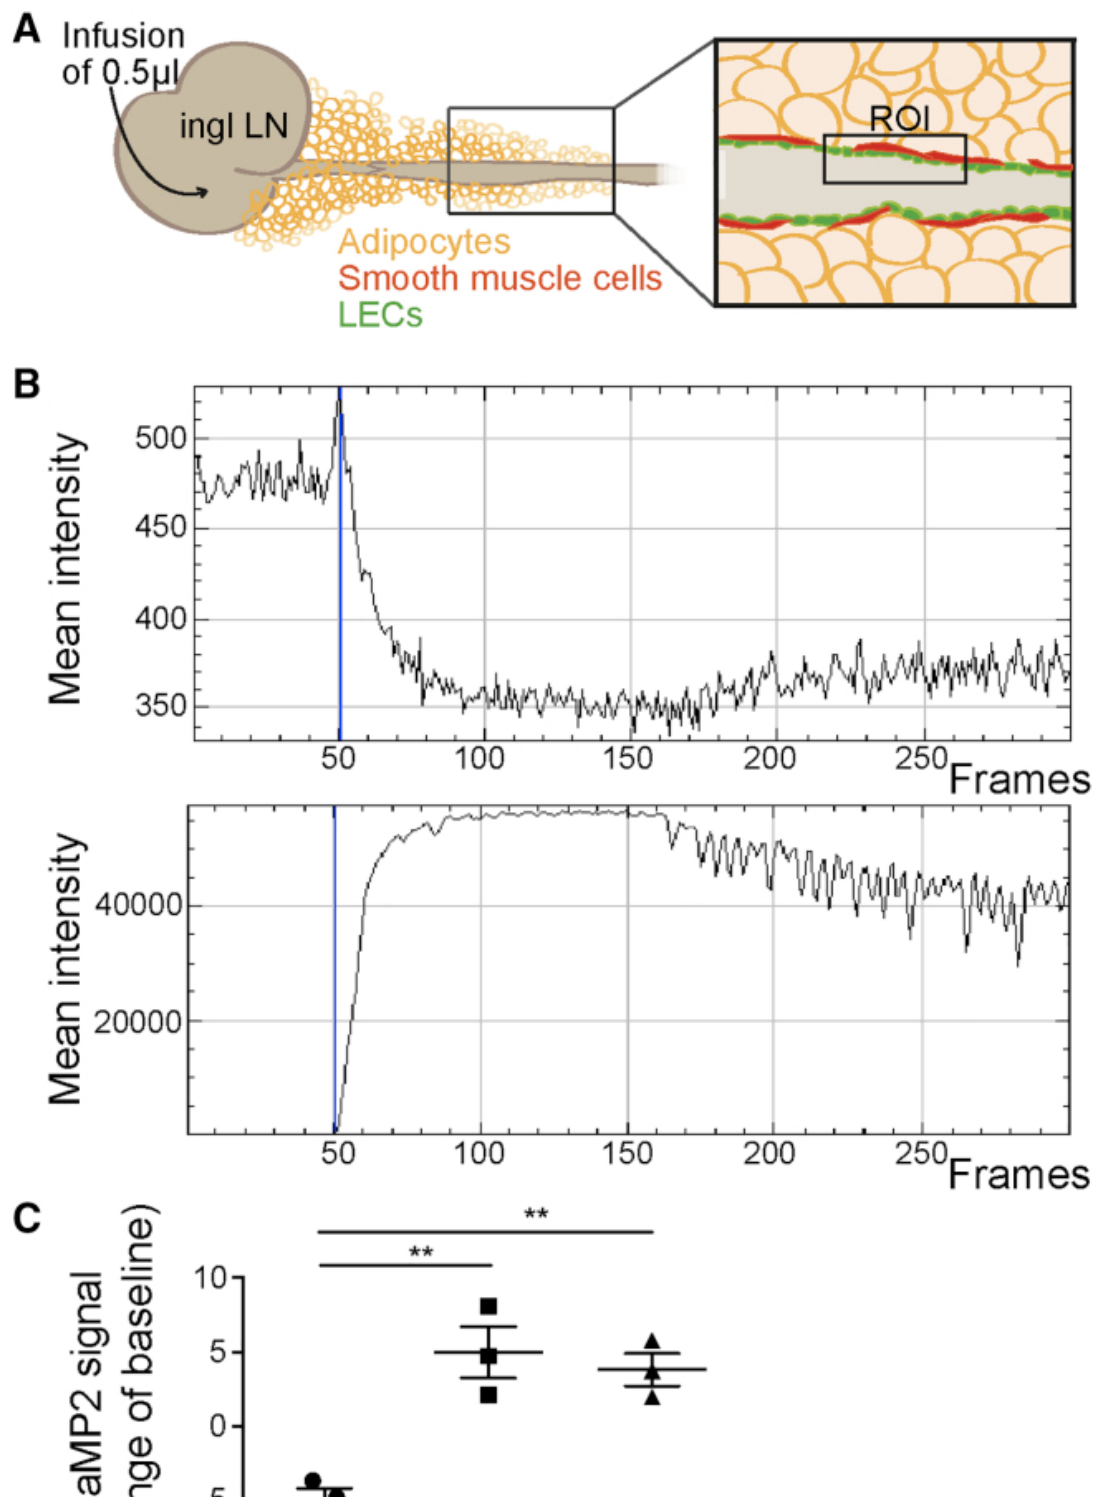 A
Infusion
of 0.5µl
ingl LN
ROI
Adipocytes
Smooth muscle cells
LECs
B
Mean intensity
500
450
400
350
50 100 150 200 250
Frames
Mean intensity
40000
20000
50 100 150 200 250
Frames
C
**
**
aMP2 signal
nge of baseline)
10
5
0
5